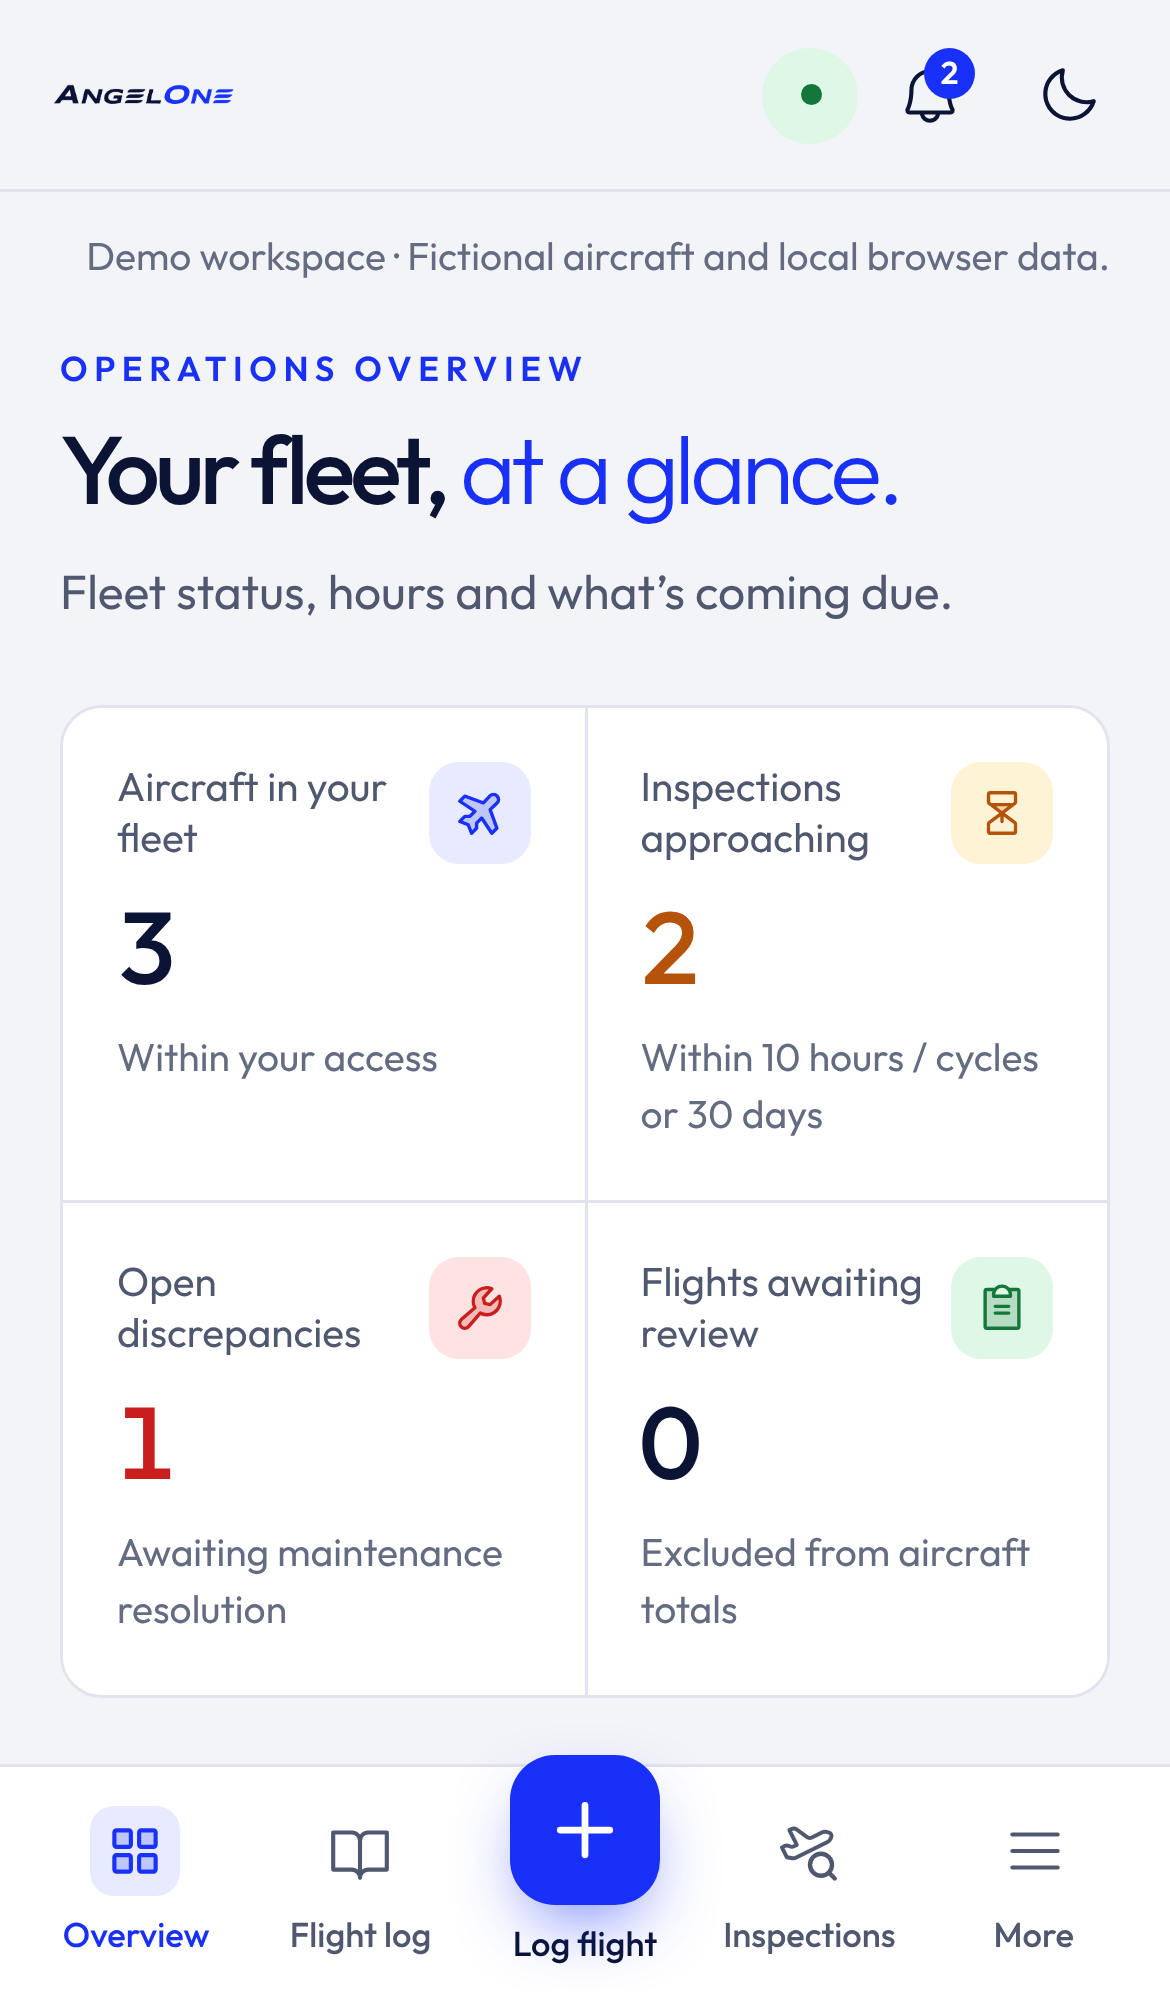 ANGELONE
2
Demo workspace · Fictional aircraft and local browser data.
OPERATIONS OVERVIEW
Your fleet, at a glance.
Fleet status, hours and what’s coming due.
Aircraft in your
fleet
3
Within your access
Inspections
approaching
2
Within 10 hours / cycles
or 30 days
Open
discrepancies
1
Awaiting maintenance
resolution
Flights awaiting
review
0
Excluded from aircraft
totals
Overview
Flight log
Log flight
Inspections
More